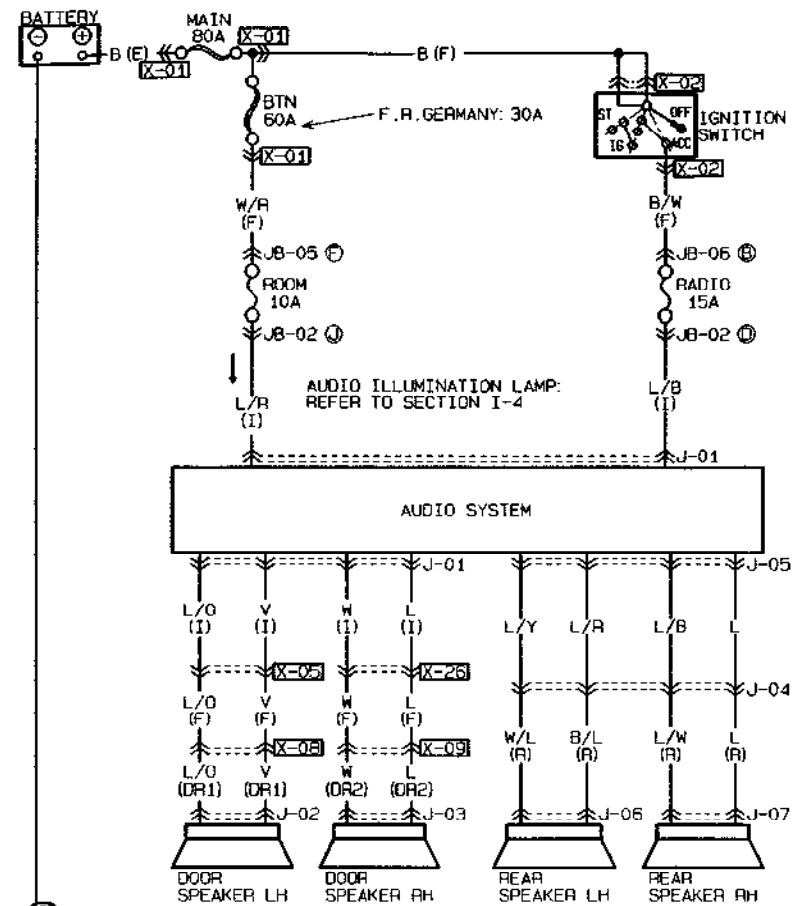 BATTERY
MAIN
80A
X-01
B (E)
X-01
B (F)
X-02
BTN
60A
F.R.GERMANY: 30A
ST
OFF
IG
ACC
IGNITION
SWITCH
X-01
X-02
W/R
(F)
B/W
(F)
JB-05 F
JB-06 B
ROOM
10A
RADIO
15A
JB-02 J
JB-02 D
AUDIO ILLUMINATION LAMP:
REFER TO SECTION I-4
L/R
(I)
L/B
(I)
J-01
AUDIO SYSTEM
J-01
J-05
L/O
(I)
V
(I)
W
(I)
L
(I)
L/Y
L/R
L/B
L
X-05
X-26
J-04
L/O
(F)
V
(F)
W
(F)
L
(F)
W/L
(R)
B/L
(R)
L/W
(R)
L
(R)
X-08
X-09
L/O
(DR1)
V
(DR1)
W
(DR2)
L
(DR2)
J-02
J-03
J-06
J-07
DOOR
SPEAKER LH
DOOR
SPEAKER RH
REAR
SPEAKER LH
REAR
SPEAKER RH